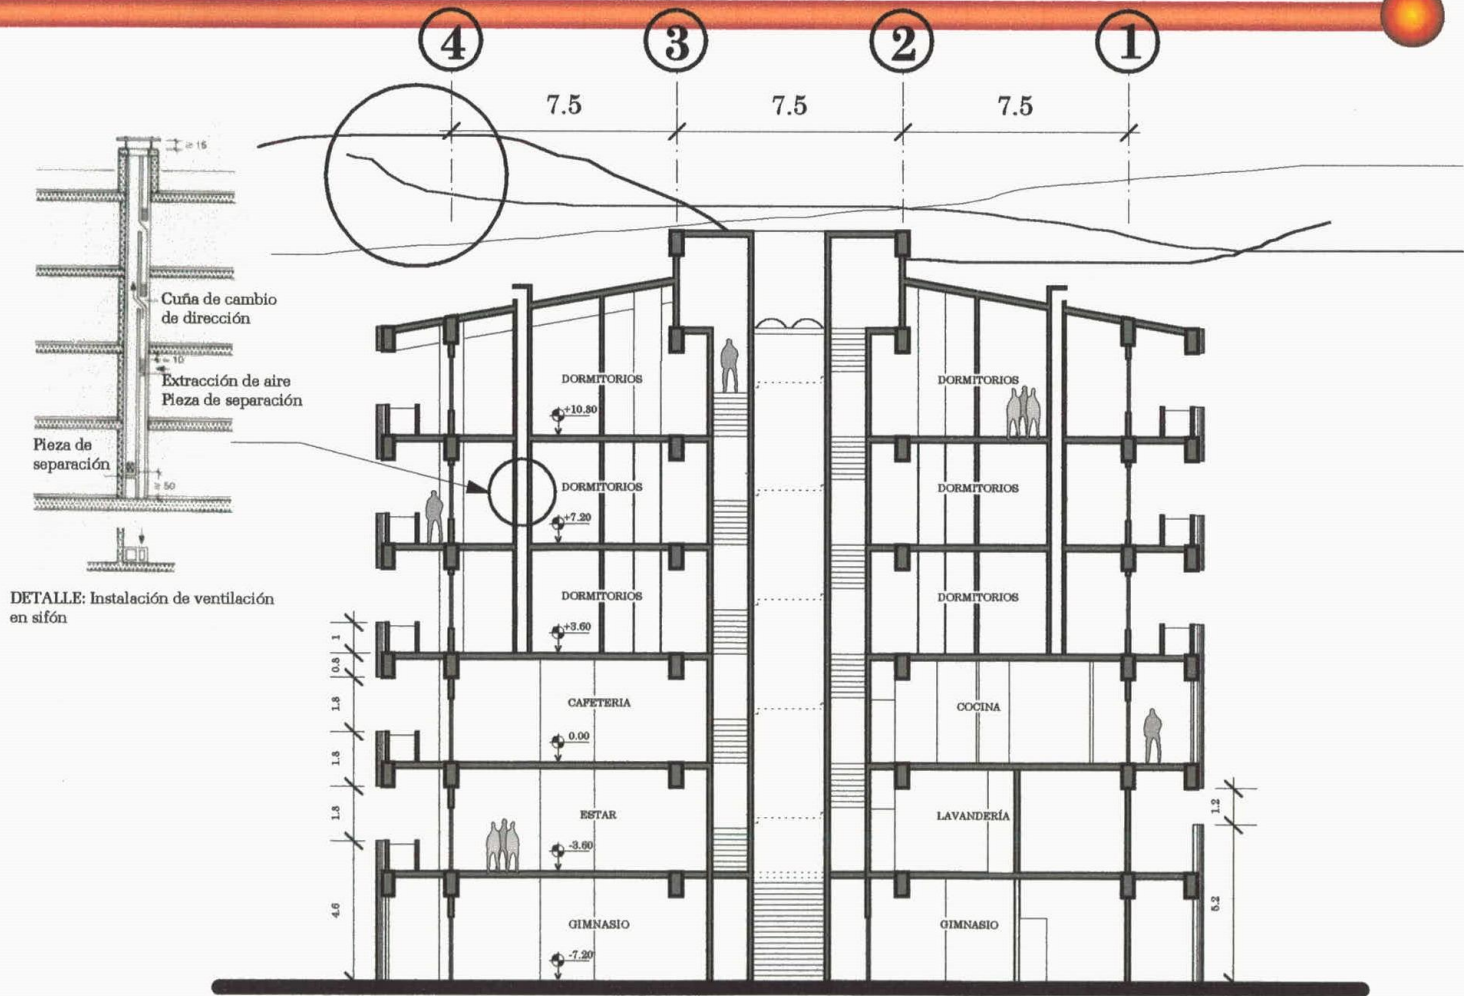 4 3 2 1
7.5 7.5 7.5
≥ 15
Cuña de cambio
de dirección
≈ 10
Extracción de aire
Pieza de separación
Pieza de
separación
≥ 50
DETALLE: Instalación de ventilación
en sifón
DORMITORIOS DORMITORIOS
+10.80
DORMITORIOS DORMITORIOS
+7.20
DORMITORIOS DORMITORIOS
+3.60
1
0.8
CAFETERIA COCINA
1.8
0.00
1.8
ESTAR LAVANDERÍA
1.8 1.2
-3.60
4.6 5.2
GIMNASIO GIMNASIO
-7.20